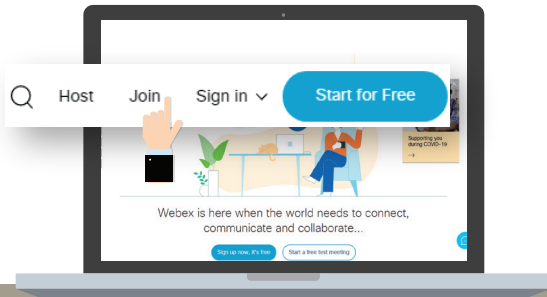 Host Join Sign in Start for Free
Supporting you
during COVID-19
Webex is here when the world needs to connect,
communicate and collaborate...
Sign up now, it's free Start a free test meeting